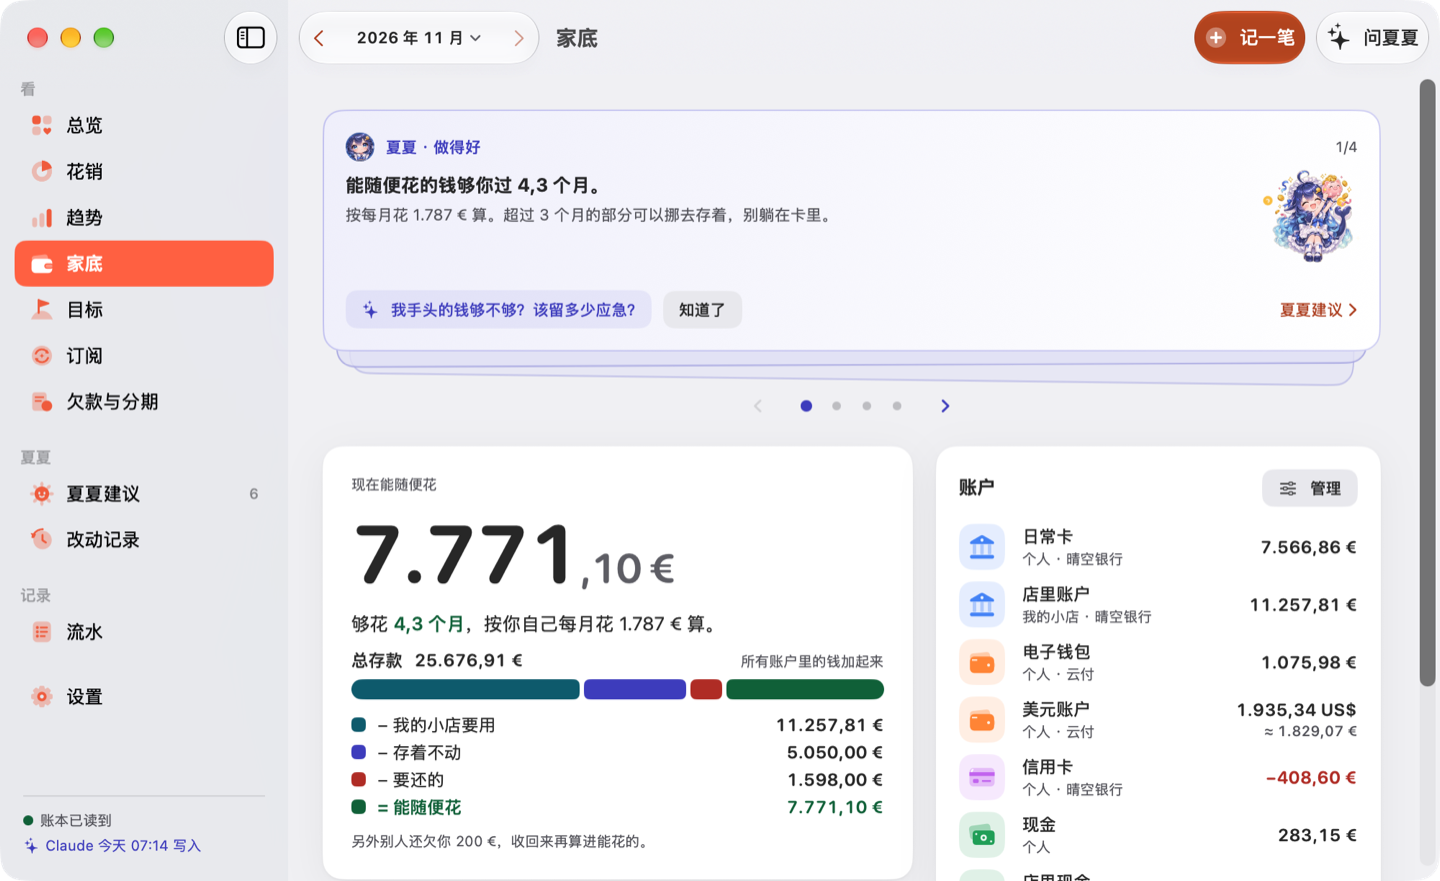 2026 年 11 月
家底
记一笔
问夏夏
看
总览
花销
趋势
家底
目标
订阅
欠款与分期
夏夏
夏夏建议 6
改动记录
记录
流水
设置
账本已读到
Claude 今天 07:14 写入
夏夏 · 做得好
1/4
能随便花的钱够你过 4,3 个月。
按每月花 1.787 € 算。超过 3 个月的部分可以挪去存着，别躺在卡里。
我手头的钱够不够？该留多少应急？
知道了
夏夏建议
现在能随便花
7.771,10 €
够花 4,3 个月，按你自己每月花 1.787 € 算。
总存款 25.676,91 €
所有账户里的钱加起来
– 我的小店要用 11.257,81 €
– 存着不动 5.050,00 €
– 要还的 1.598,00 €
= 能随便花 7.771,10 €
另外别人还欠你 200 €，收回来再算进能花的。
账户
管理
日常卡
个人 · 晴空银行
7.566,86 €
店里账户
我的小店 · 晴空银行
11.257,81 €
电子钱包
个人 · 云付
1.075,98 €
美元账户
个人 · 云付
1.935,34 US$
≈ 1.829,07 €
信用卡
个人 · 晴空银行
−408,60 €
现金
个人
283,15 €
店里现金